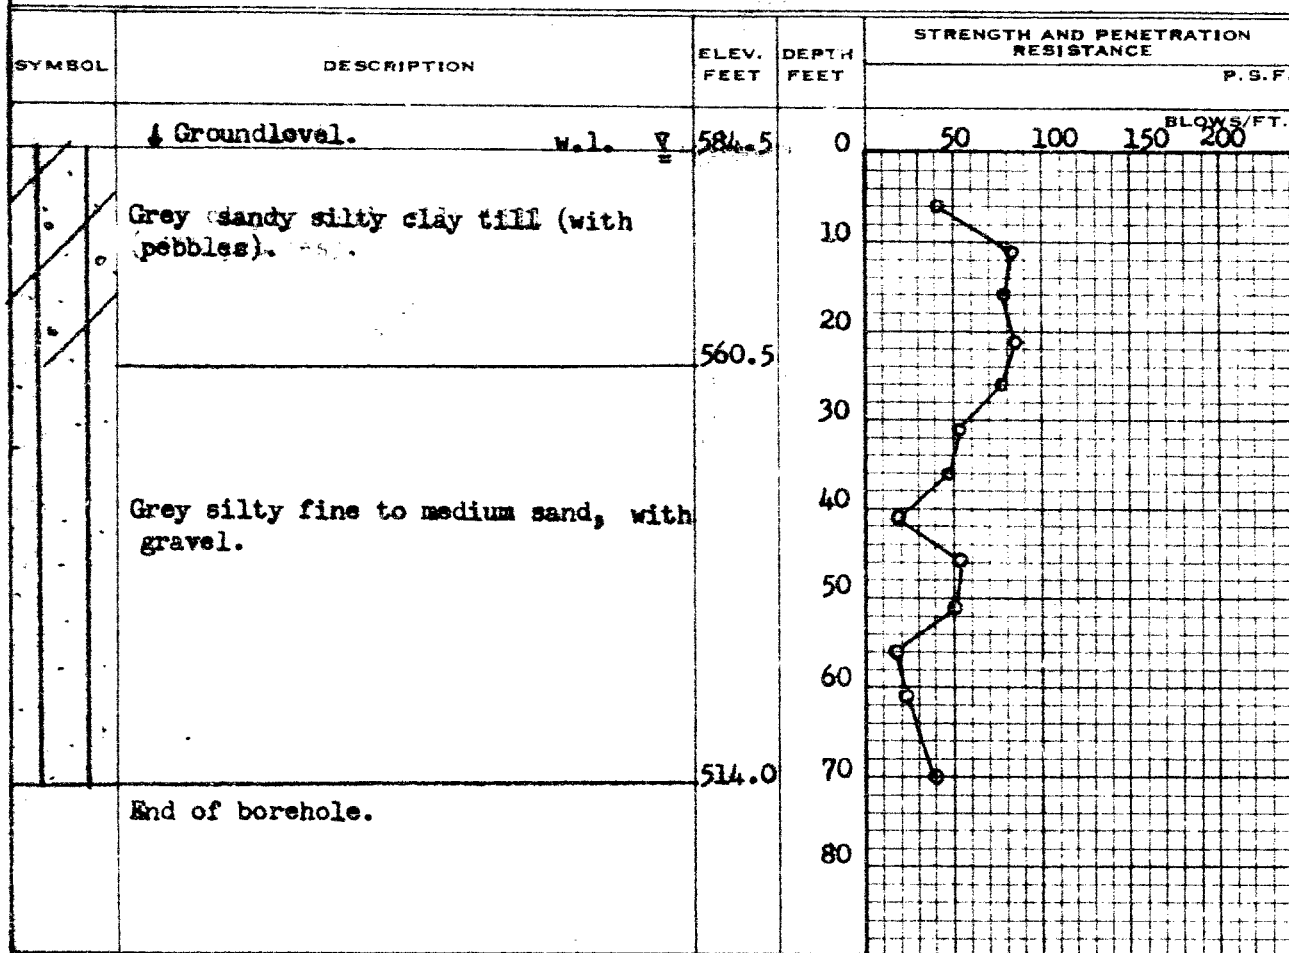 SYMBOL DESCRIPTION ELEV. FEET DEPTH FEET STRENGTH AND PENETRATION RESISTANCE
P.S.F.
BLOWS/FT.
Groundlevel. w.l. 584.5 0 50 100 150 200
Grey sandy silty clay till (with
pebbles).
10
20
560.5
30
40
Grey silty fine to medium sand, with
gravel.
50
60
514.0 70
End of borehole.
80